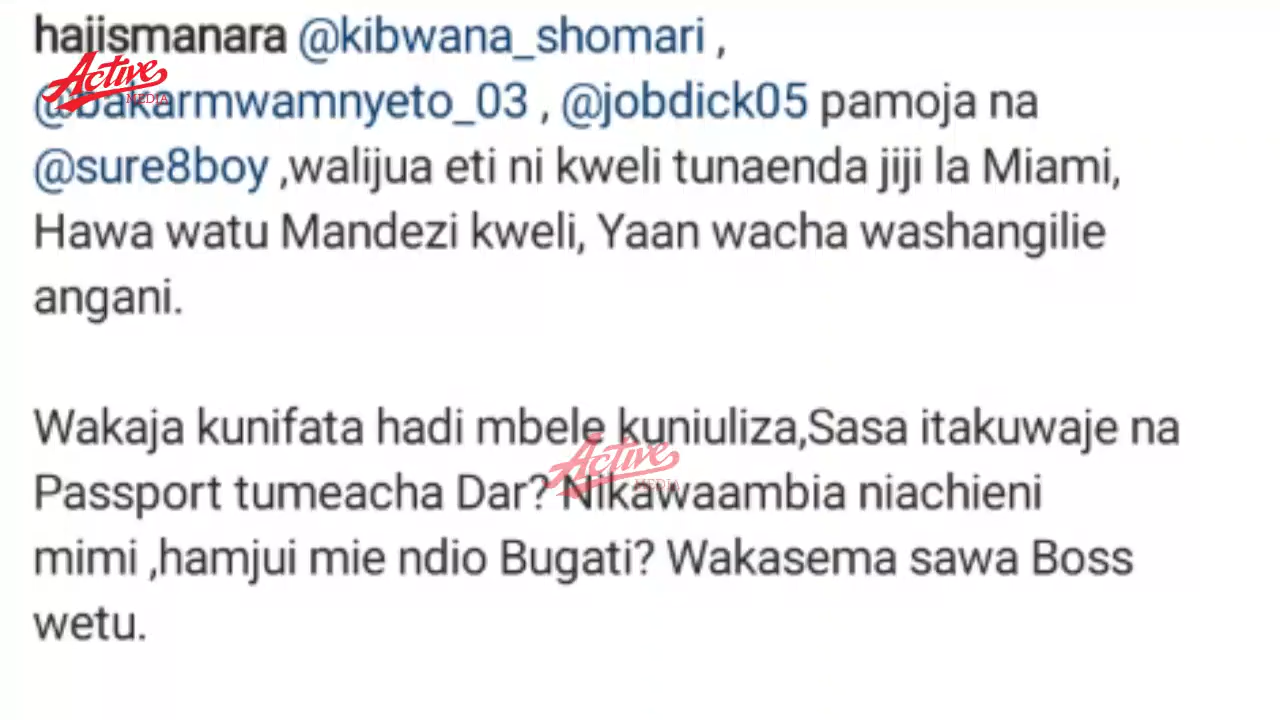 hajismanara @kibwana_shomari ,
Active
MEDIA
@bakarmwamnyeto_03 , @jobdick05 pamoja na
@sure8boy ,walijua eti ni kweli tunaenda jiji la Miami,
Hawa watu Mandezi kweli, Yaan wacha washangilie
angani.
Wakaja kunifata hadi mbele kuniuliza,Sasa itakuwaje na
Active
MEDIA
Passport tumeacha Dar? Nikawaambia niachieni
mimi ,hamjui mie ndio Bugati? Wakasema sawa Boss
wetu.